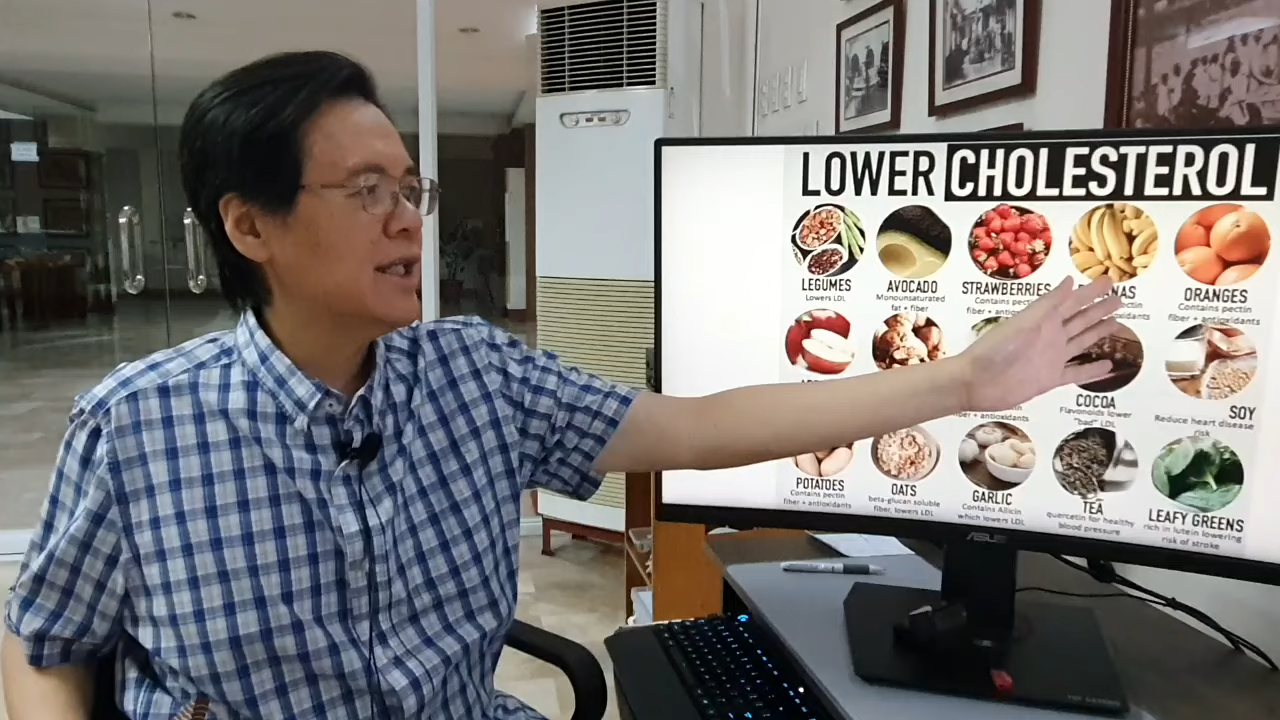 LOWER CHOLESTEROL
LEGUMES
Lowers LDL
AVOCADO
Monounsaturated
fat + fiber
STRAWBERRIES
Contains pectin
fiber +
ORANGES
Contains pectin
fiber + antioxidants
COCOA
Flavonoids lower
"bad" LDL
SOY
Reduce heart disease
risk
POTATOES
Contains pectin
fiber + antioxidants
OATS
beta-glucan soluble
fiber, lowers LDL
GARLIC
Contains Allicin
which lowers LDL
TEA
quercetin for healthy
blood pressure
LEAFY GREENS
rich in lutein lowering
risk of stroke
ASUS